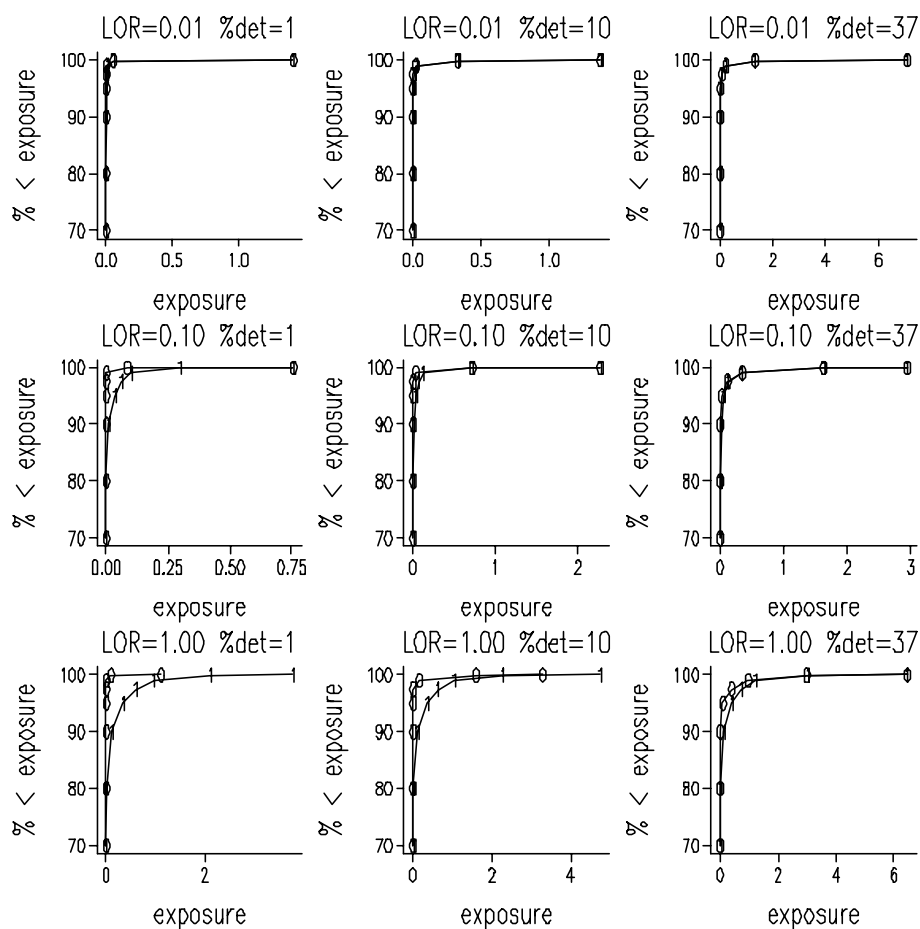 LOR=0.01 %det=1
LOR=0.01 %det=10
LOR=0.01 %det=37
% < exposure
100
90
80
70
0.0
0.5
1.0
exposure
% < exposure
100
90
80
70
0.0
0.5
1.0
exposure
% < exposure
100
90
80
70
0
2
4
6
exposure
LOR=0.10 %det=1
LOR=0.10 %det=10
LOR=0.10 %det=37
% < exposure
100
90
80
70
0.00
0.25
0.50
0.75
exposure
% < exposure
100
90
80
70
0
1
2
exposure
% < exposure
100
90
80
70
0
1
2
3
exposure
LOR=1.00 %det=1
LOR=1.00 %det=10
LOR=1.00 %det=37
% < exposure
100
90
80
70
0
2
exposure
% < exposure
100
90
80
70
0
2
4
exposure
% < exposure
100
90
80
70
0
2
4
6
exposure